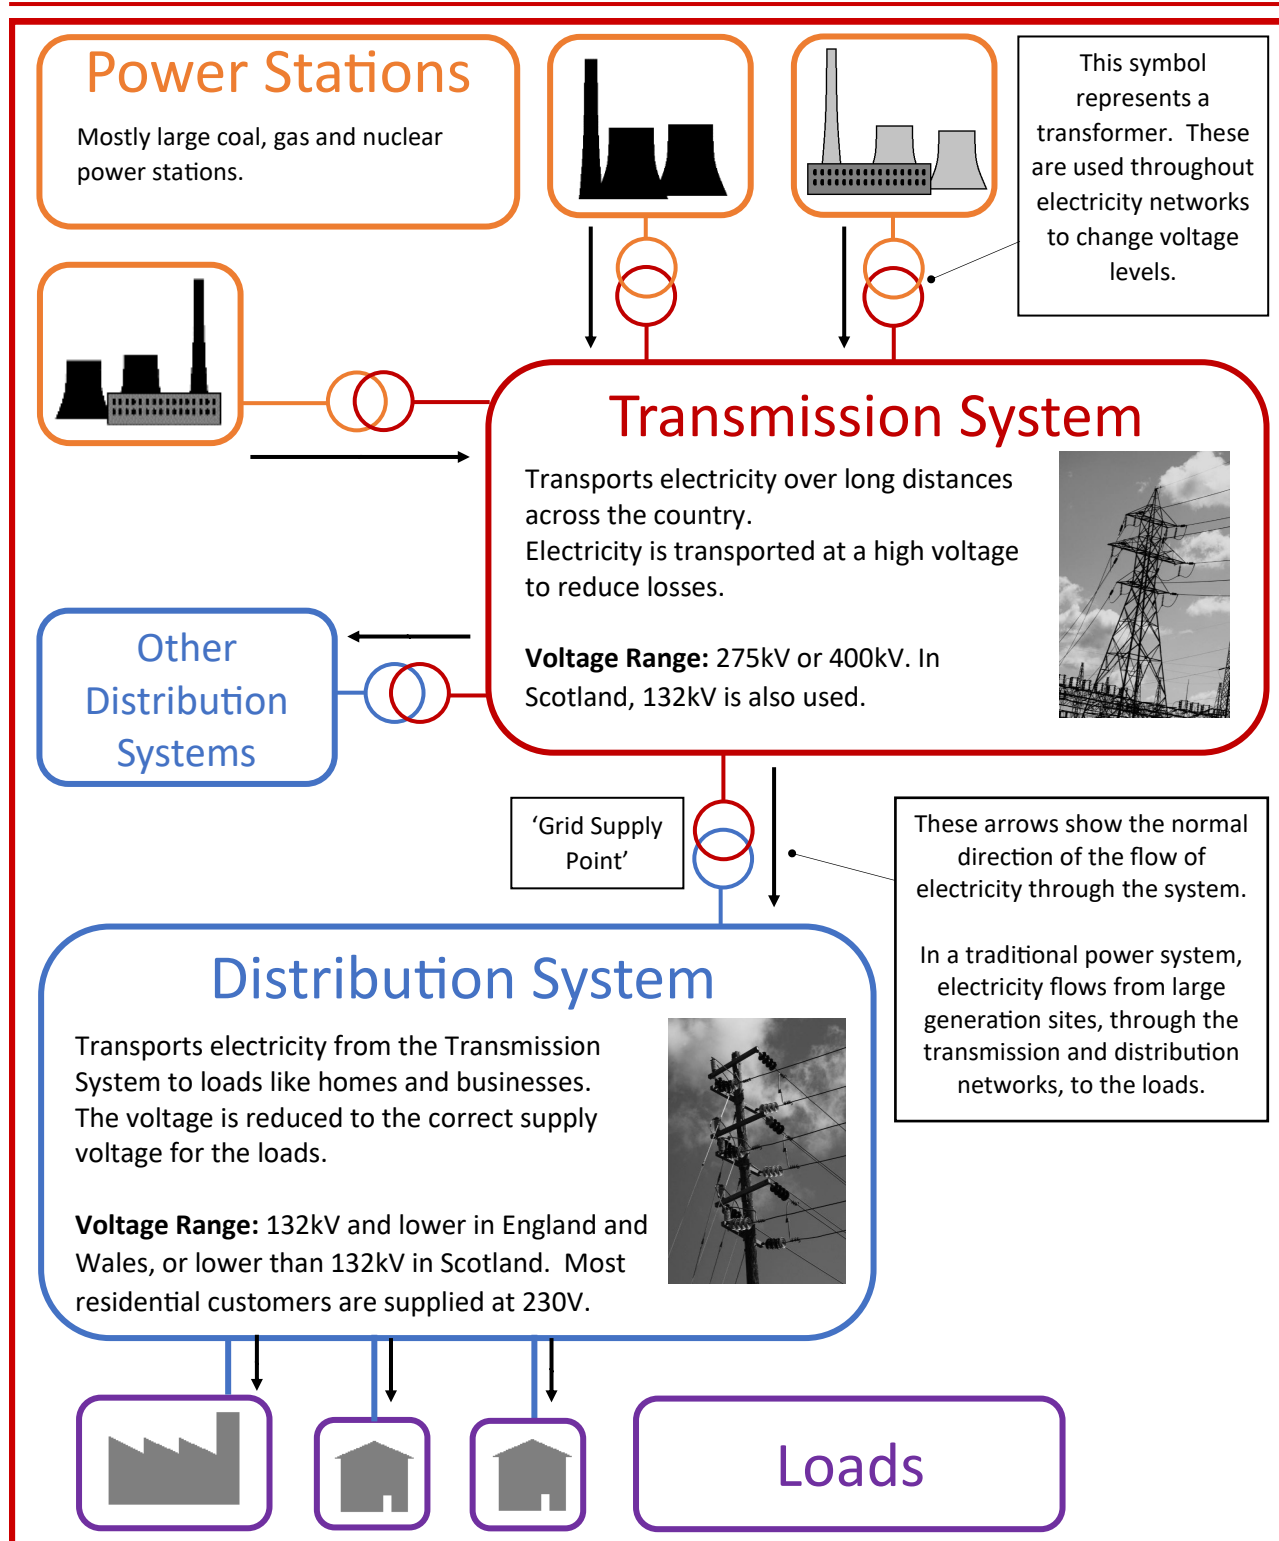 Power Stations
Mostly large coal, gas and nuclear
power stations.
This symbol
represents a
transformer.  These
are used throughout
electricity networks
to change voltage
levels.
Transmission System
Transports electricity over long distances
across the country.
Electricity is transported at a high voltage
to reduce losses.
Voltage Range: 275kV or 400kV. In
Scotland, 132kV is also used.
Other
Distribution
Systems
‘Grid Supply
Point’
These arrows show the normal
direction of the flow of
electricity through the system.
In a traditional power system,
electricity flows from large
generation sites, through the
transmission and distribution
networks, to the loads.
Distribution System
Transports electricity from the Transmission
System to loads like homes and businesses.
The voltage is reduced to the correct supply
voltage for the loads.
Voltage Range: 132kV and lower in England and
Wales, or lower than 132kV in Scotland.  Most
residential customers are supplied at 230V.
Loads